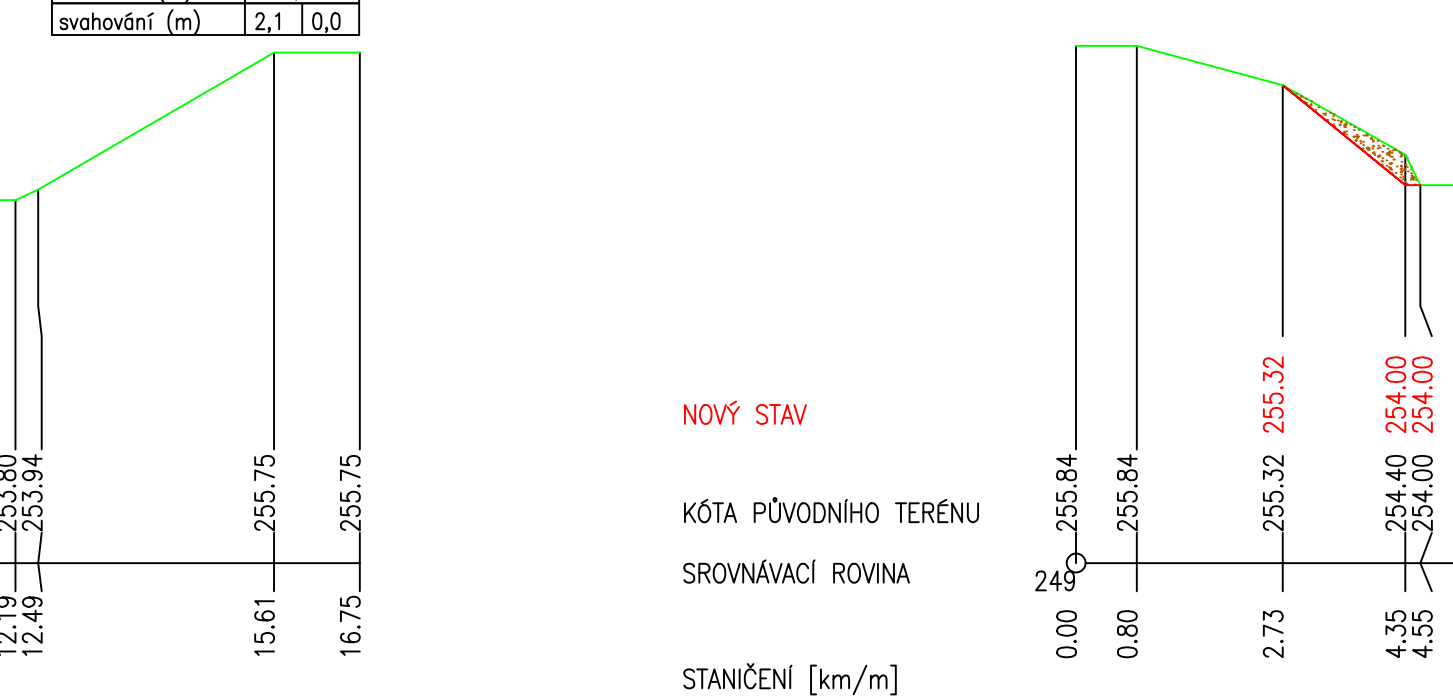 svahování (m) 2,1 0,0
253.80 253.94 255.75 255.75
12.19 12.49 15.61 16.75
NOVÝ STAV 255.32 254.00 254.00
KÓTA PŮVODNÍHO TERÉNU 255.84 255.84 255.32 254.40 254.00
SROVNÁVACÍ ROVINA 249
STANIČENÍ [km/m] 0.00 0.80 2.73 4.35 4.55